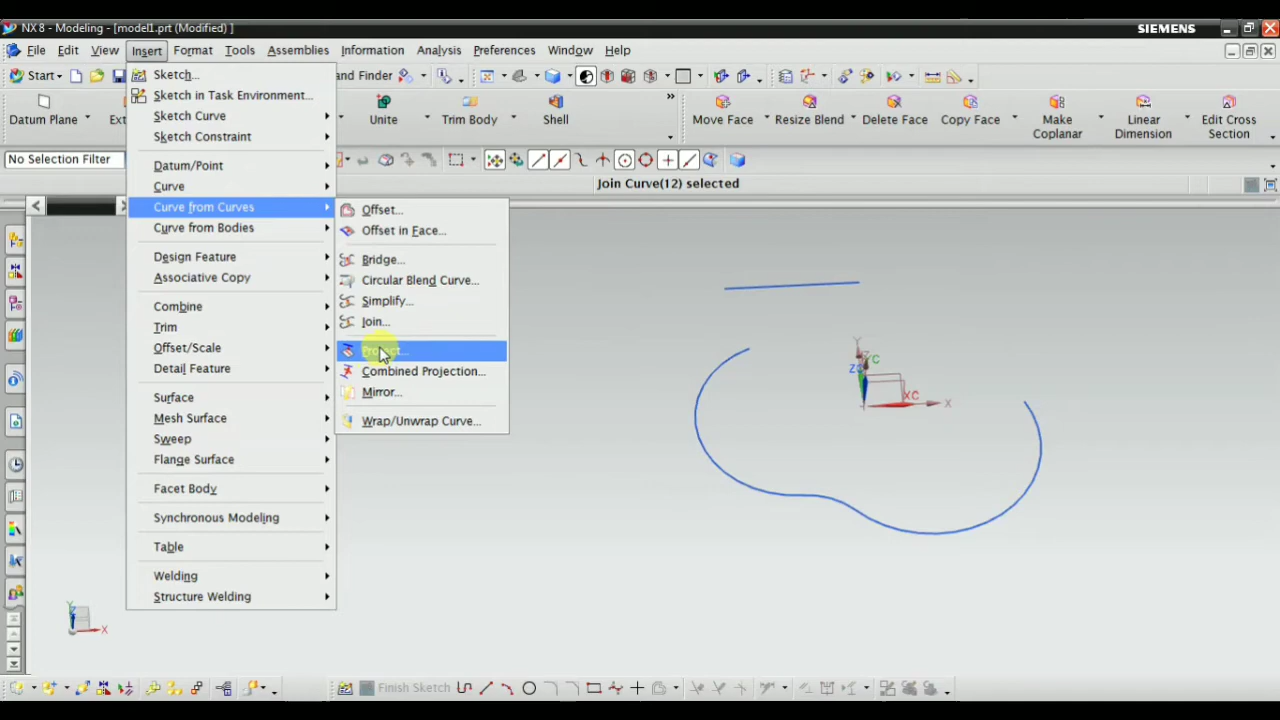 NX 8 - Modeling - [model1.prt (Modified) ]
SIEMENS
File Edit View Insert Format Tools Assemblies Information Analysis Preferences Window Help
Start
and Finder
Datum Plane
Unite
Trim Body
Shell
Move Face
Resize Blend
Delete Face
Copy Face
Make Coplanar
Linear Dimension
Edit Cross Section
No Selection Filter
Join Curve(12) selected
Sketch...
Sketch in Task Environment...
Sketch Curve
Sketch Constraint
Datum/Point
Curve
Curve from Curves
Curve from Bodies
Design Feature
Associative Copy
Combine
Trim
Offset/Scale
Detail Feature
Surface
Mesh Surface
Sweep
Flange Surface
Facet Body
Synchronous Modeling
Table
Welding
Structure Welding
Offset...
Offset in Face...
Bridge...
Circular Blend Curve...
Simplify...
Join...
Project...
Combined Projection...
Mirror...
Wrap/Unwrap Curve...
Y
YC
XC
X
Y
X
Finish Sketch